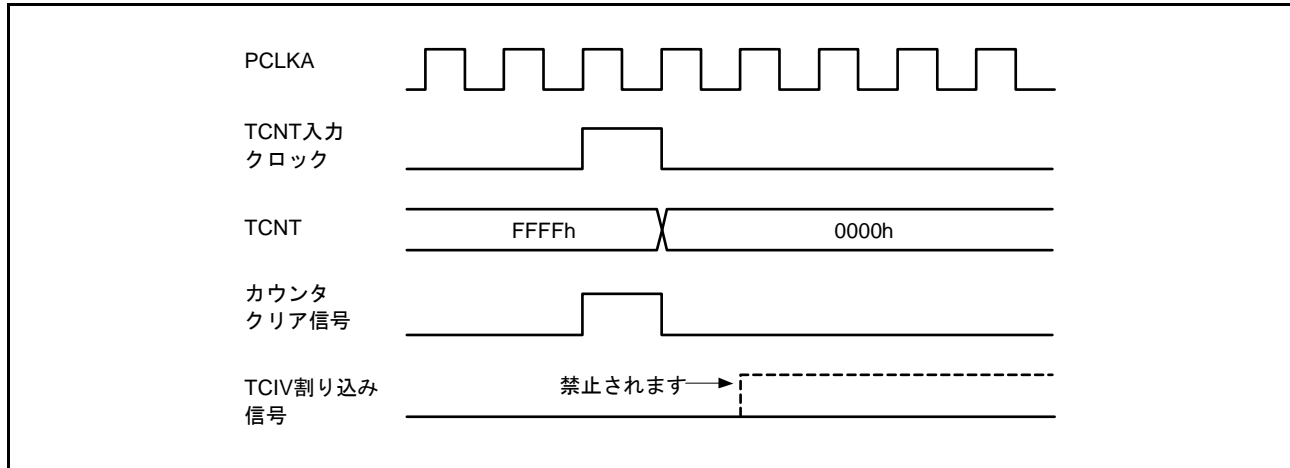 PCLKA
TCNT入力
クロック
TCNT
FFFFh
0000h
カウンタ
クリア信号
TCIV割り込み
信号
禁止されます